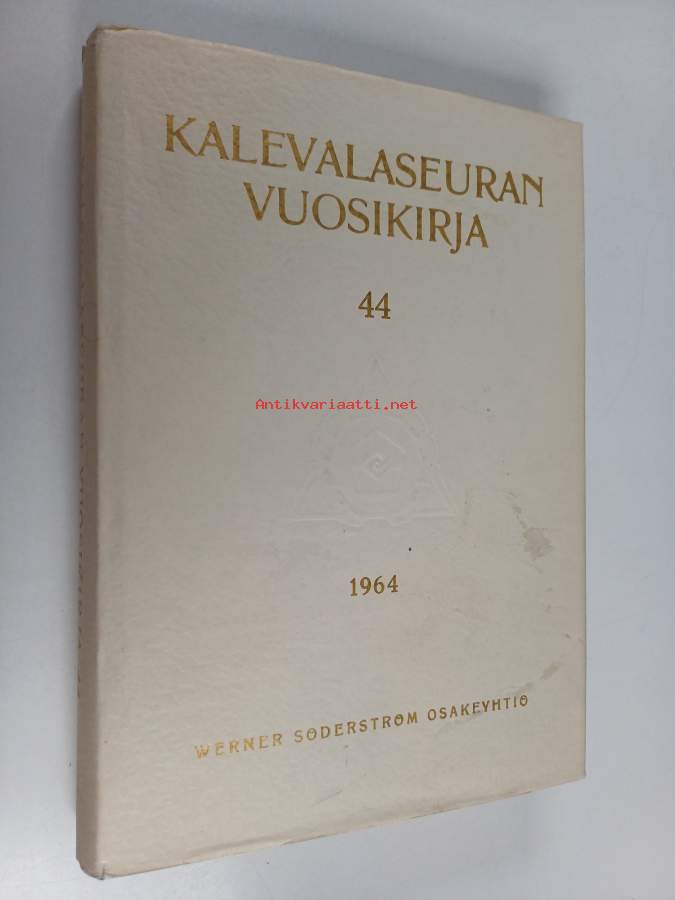 KALEVALASEURAN
VUOSIKIRJA
44
Antikvariaatti.net
1964
WERNER SÖDERSTRÖM OSAKEYHTIÖ